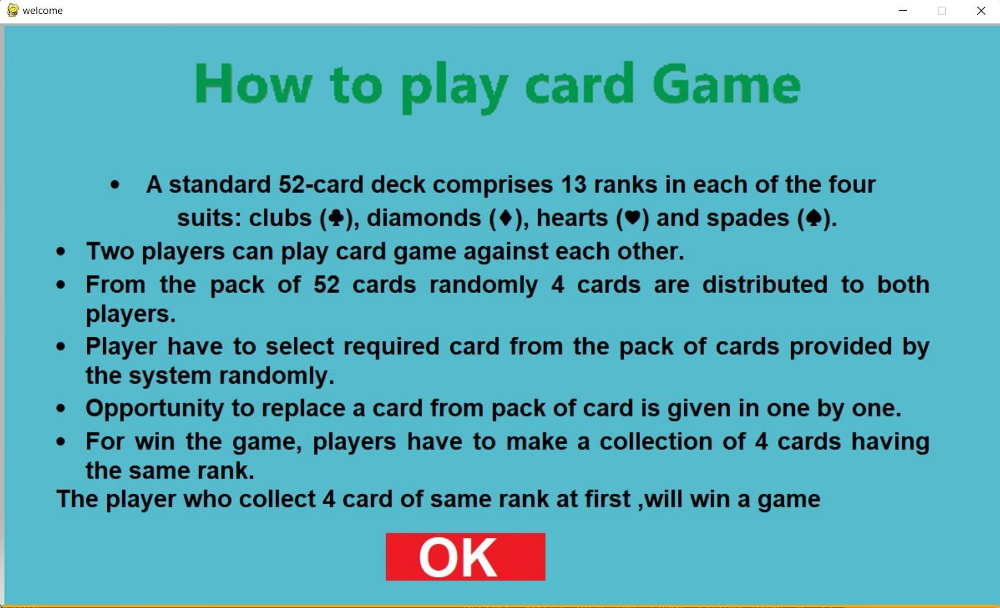 welcome
How to play card Game
• A standard 52-card deck comprises 13 ranks in each of the four
suits: clubs (♣), diamonds (♦), hearts (♥) and spades (♠).
• Two players can play card game against each other.
• From the pack of 52 cards randomly 4 cards are distributed to both
players.
• Player have to select required card from the pack of cards provided by
the system randomly.
• Opportunity to replace a card from pack of card is given in one by one.
• For win the game, players have to make a collection of 4 cards having
the same rank.
The player who collect 4 card of same rank at first ,will win a game
OK